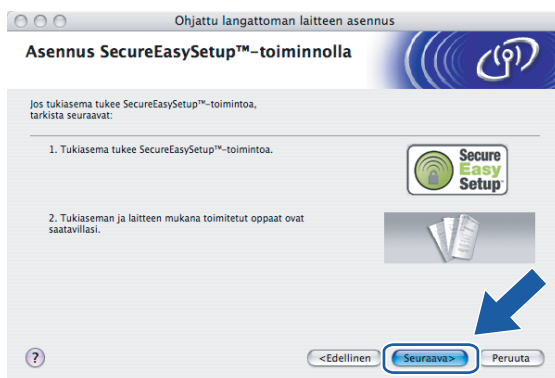 Ohjattu langattoman laitteen asennus
Asennus SecureEasySetup™-toiminnolla
Jos tukiasema tukee SecureEasySetup™-toimintoa,
tarkista seuraavat:
1. Tukiasema tukee SecureEasySetup™-toimintoa.
Secure
Easy
Setup
2. Tukiaseman ja laitteen mukana toimitetut oppaat ovat
saatavillasi.
?
<Edellinen
Seuraava>
Peruuta